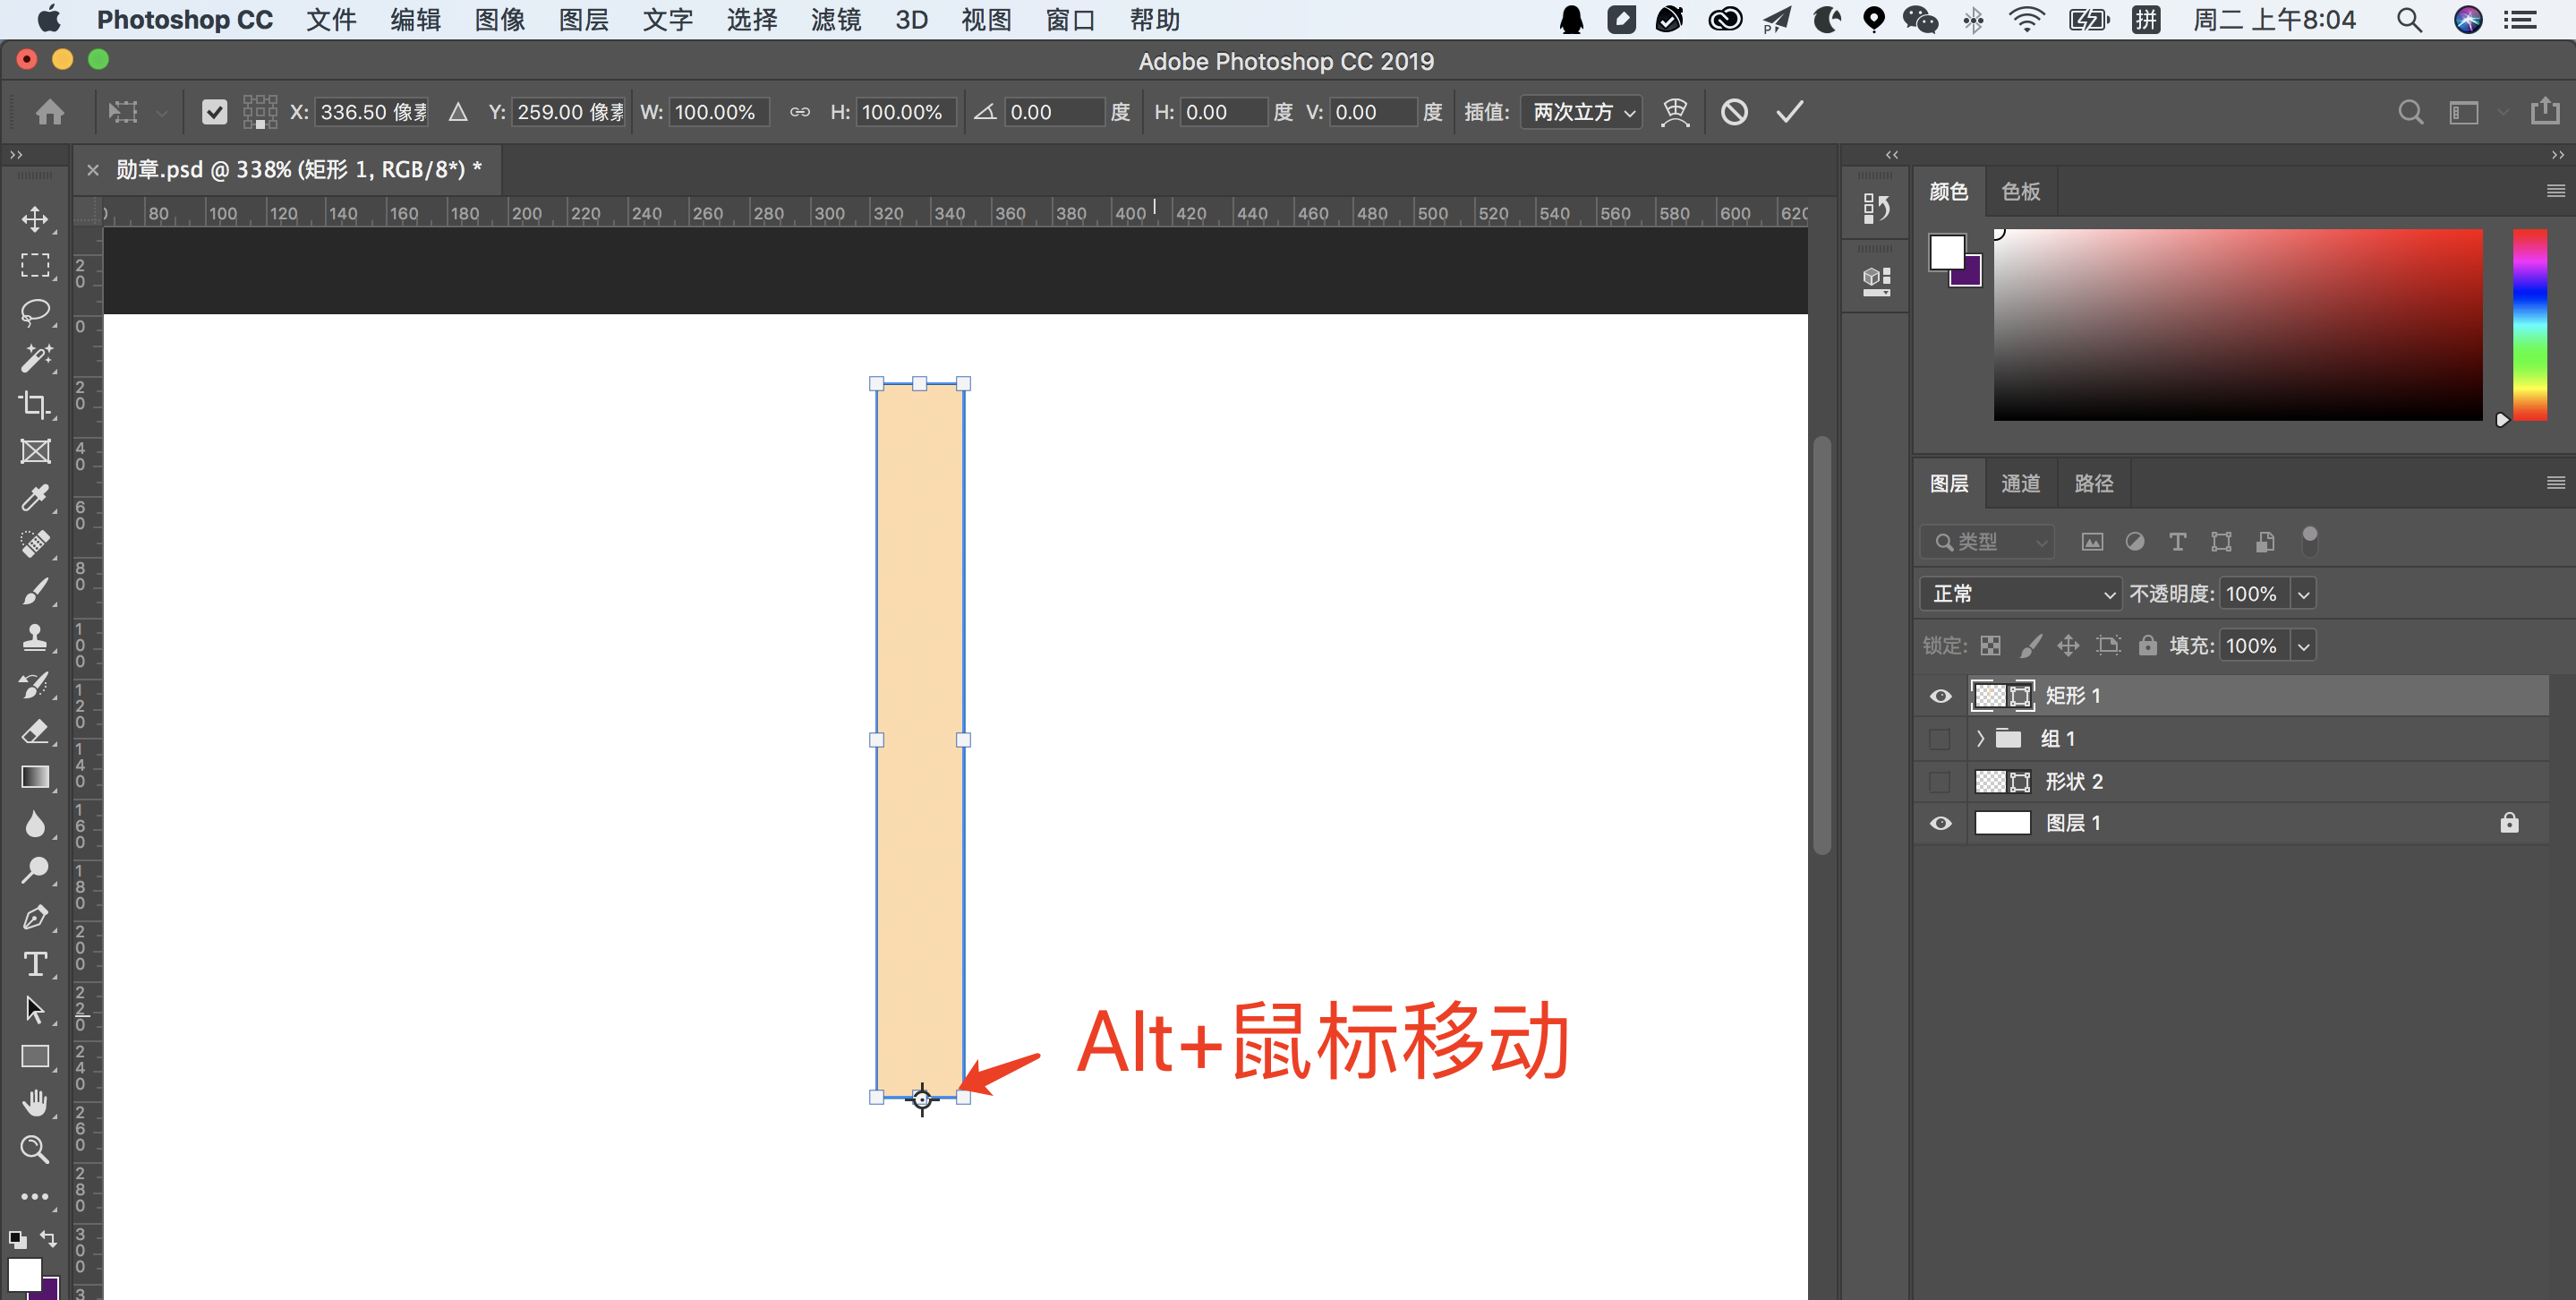 Photoshop CC 文件 编辑 图像 图层 文字 选择 滤镜 3D 视图 窗口 帮助 拼 周二 上午8:04
Adobe Photoshop CC 2019
X: 336.50 像素 Y: 259.00 像素 W: 100.00% H: 100.00% 0.00 度 H: 0.00 度 V: 0.00 度 插值: 两次立方
勋章.psd @ 338% (矩形 1, RGB/8*) *
80 100 120 140 160 180 200 220 240 260 280 300 320 340 360 380 400 420 440 460 480 500 520 540 560 580 600 620
20
0
20
40
60
80
100
120
140
160
180
200
220
240
260
280
300
Alt+鼠标移动
颜色 色板
图层 通道 路径
类型
正常 不透明度: 100%
锁定: 填充: 100%
矩形 1
组 1
形状 2
图层 1